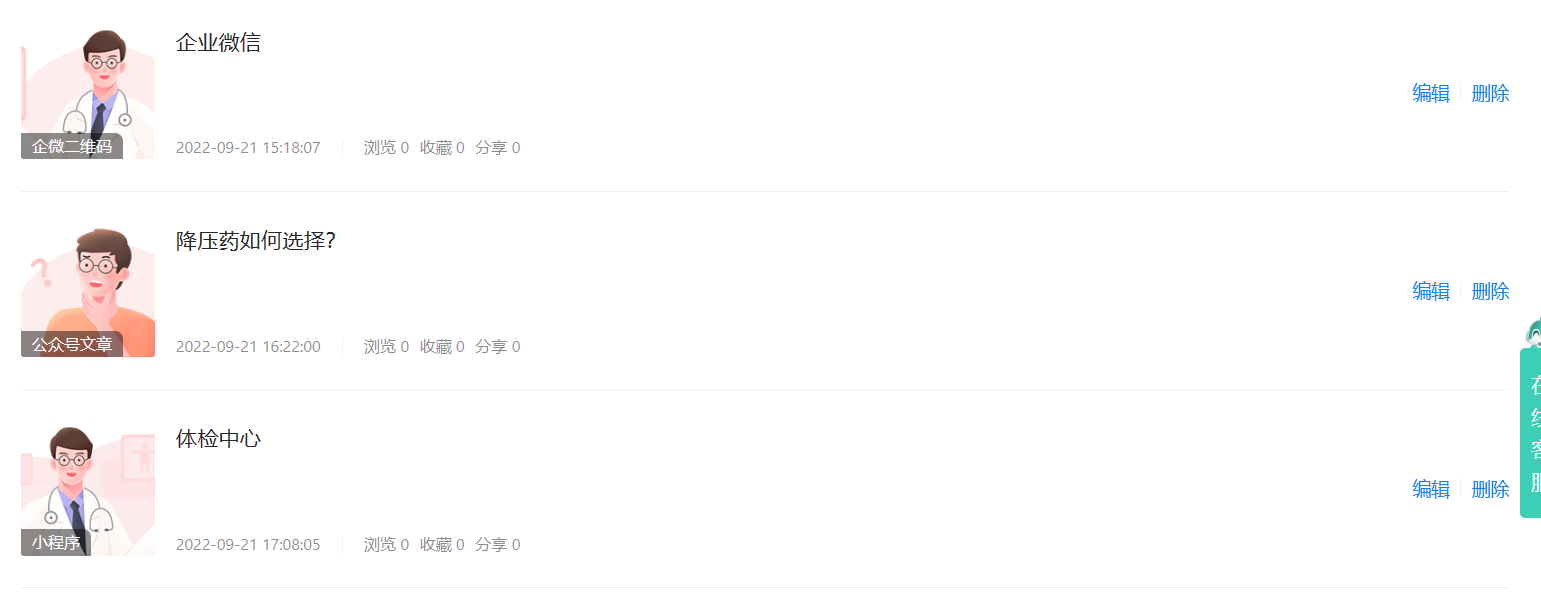 企业微信
编辑 删除
企微二维码
2022-09-21 15:18:07 浏览 0 收藏 0 分享 0
降压药如何选择?
编辑 删除
公众号文章
2022-09-21 16:22:00 浏览 0 收藏 0 分享 0
体检中心
编辑 删除
小程序
2022-09-21 17:08:05 浏览 0 收藏 0 分享 0
在
线
客
服